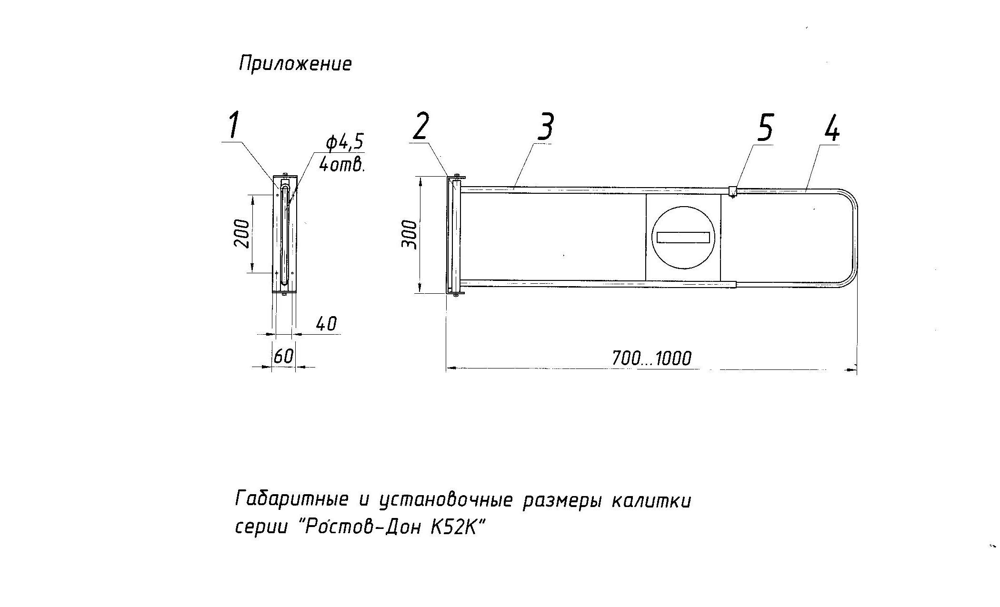 Приложение
1
ф4,5
4отв.
200
40
60
2
3
5
4
300
700...1000
Габаритные и установочные размеры калитки
серии "Ростов-Дон К52К"